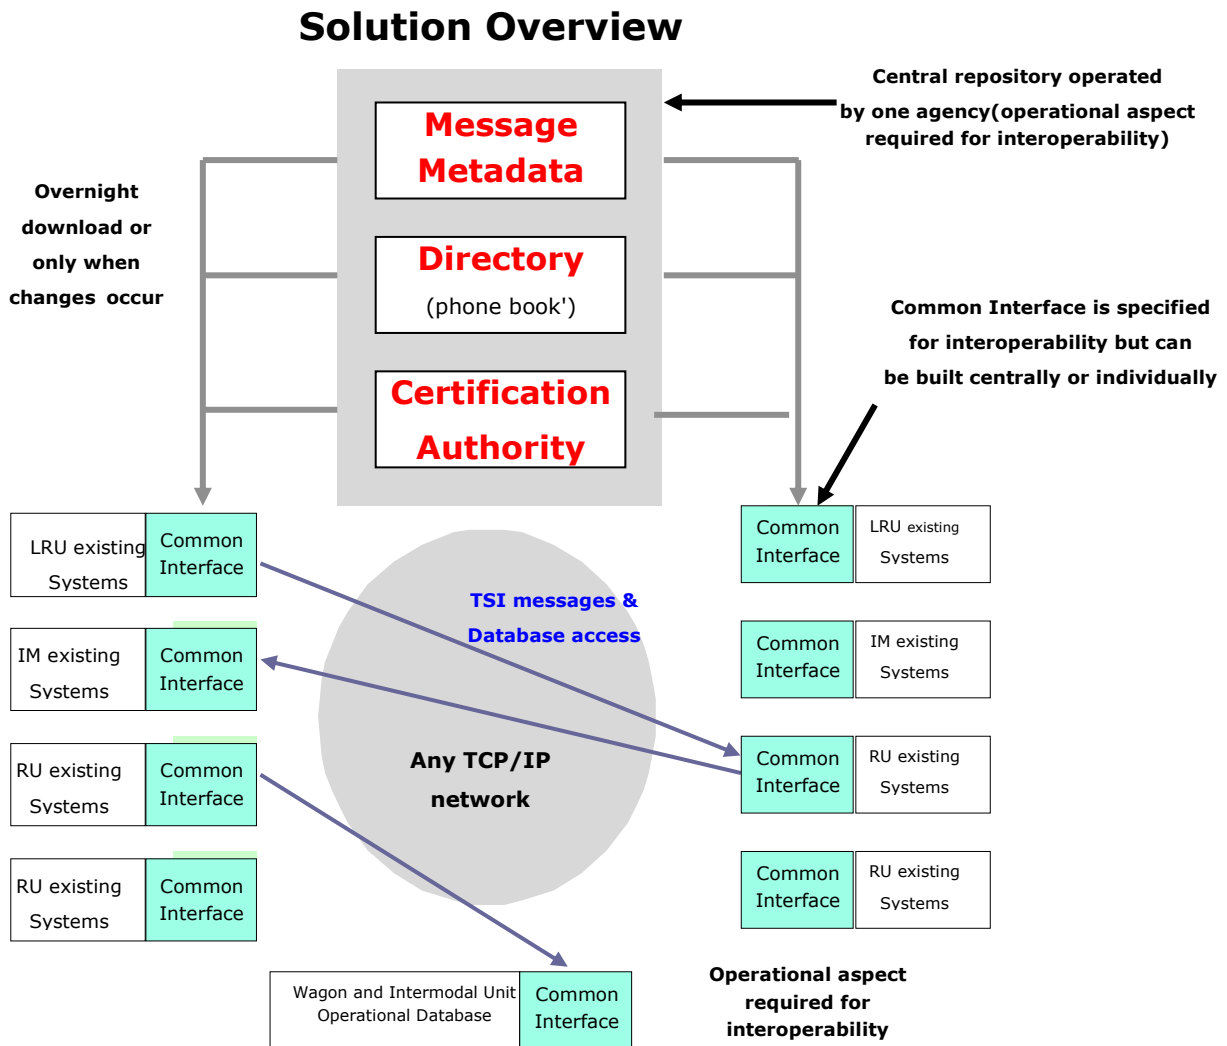 Solution Overview
Central repository operated
by one agency(operational aspect
required for interoperability)
Message
Metadata
Overnight
download or
only when
changes occur
Directory
(phone book')
Common Interface is specified
for interoperability but can
be built centrally or individually
Certification
Authority
LRU existing
Systems
Common
Interface
Common
Interface
LRU existing
Systems
TSI messages &
Database access
IM existing
Systems
Common
Interface
Common
Interface
IM existing
Systems
Any TCP/IP
network
RU existing
Systems
Common
Interface
Common
Interface
RU existing
Systems
RU existing
Systems
Common
Interface
Common
Interface
RU existing
Systems
Wagon and Intermodal Unit
Operational Database
Common
Interface
Operational aspect
required for
interoperability